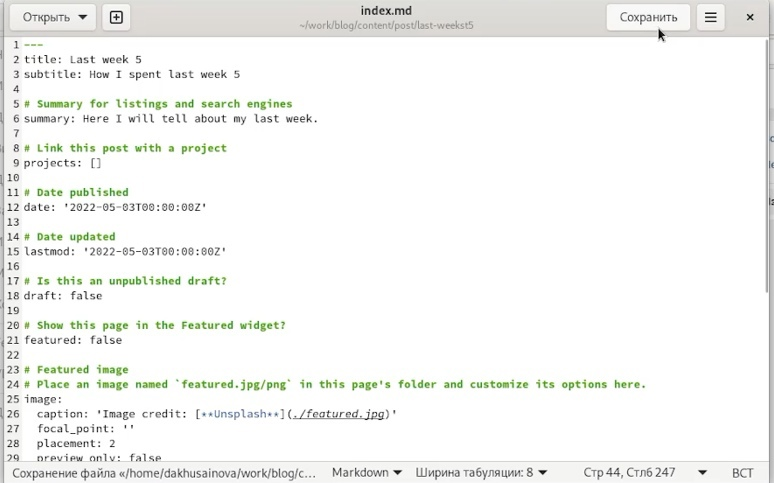 Открыть
index.md
~/work/blog/content/post/last-weekst5
Сохранить
1 ---
2 title: Last week 5
3 subtitle: How I spent last week 5
4
5 # Summary for listings and search engines
6 summary: Here I will tell about my last week.
7
8 # Link this post with a project
9 projects: []
10
11 # Date published
12 date: '2022-05-03T00:00:00Z'
13
14 # Date updated
15 lastmod: '2022-05-03T00:00:00Z'
16
17 # Is this an unpublished draft?
18 draft: false
19
20 # Show this page in the Featured widget?
21 featured: false
22
23 # Featured image
24 # Place an image named `featured.jpg/png` in this page's folder and customize its options here.
25 image:
26 caption: 'Image credit: [**Unsplash**](./featured.jpg)'
27 focal_point: ''
28 placement: 2
29 preview_only: false
Сохранение файла «/home/dakhusainova/work/blog/c… Markdown Ширина табуляции: 8 Стр 44, Стлб 247 ВСТ